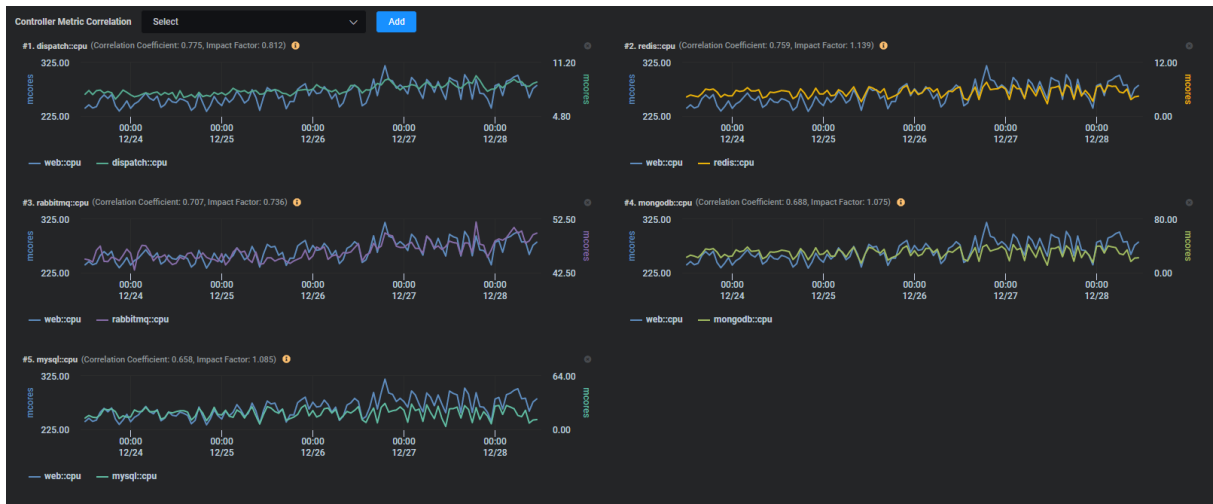 Controller Metric Correlation Select Add
#1. dispatch::cpu (Correlation Coefficient: 0.775, Impact Factor: 0.812)
325.00 11.20
mcores mcores
225.00 4.80
00:00 00:00 00:00 00:00 00:00
12/24 12/25 12/26 12/27 12/28
web::cpu dispatch::cpu
#2. redis::cpu (Correlation Coefficient: 0.759, Impact Factor: 1.139)
325.00 12.00
mcores mcores
225.00 0.00
00:00 00:00 00:00 00:00 00:00
12/24 12/25 12/26 12/27 12/28
web::cpu redis::cpu
#3. rabbitmq::cpu (Correlation Coefficient: 0.707, Impact Factor: 0.736)
325.00 52.50
mcores mcores
225.00 42.50
00:00 00:00 00:00 00:00 00:00
12/24 12/25 12/26 12/27 12/28
web::cpu rabbitmq::cpu
#4. mongodb::cpu (Correlation Coefficient: 0.688, Impact Factor: 1.075)
325.00 80.00
mcores mcores
225.00 0.00
00:00 00:00 00:00 00:00 00:00
12/24 12/25 12/26 12/27 12/28
web::cpu mongodb::cpu
#5. mysql::cpu (Correlation Coefficient: 0.658, Impact Factor: 1.085)
325.00 64.00
mcores mcores
225.00 0.00
00:00 00:00 00:00 00:00 00:00
12/24 12/25 12/26 12/27 12/28
web::cpu mysql::cpu